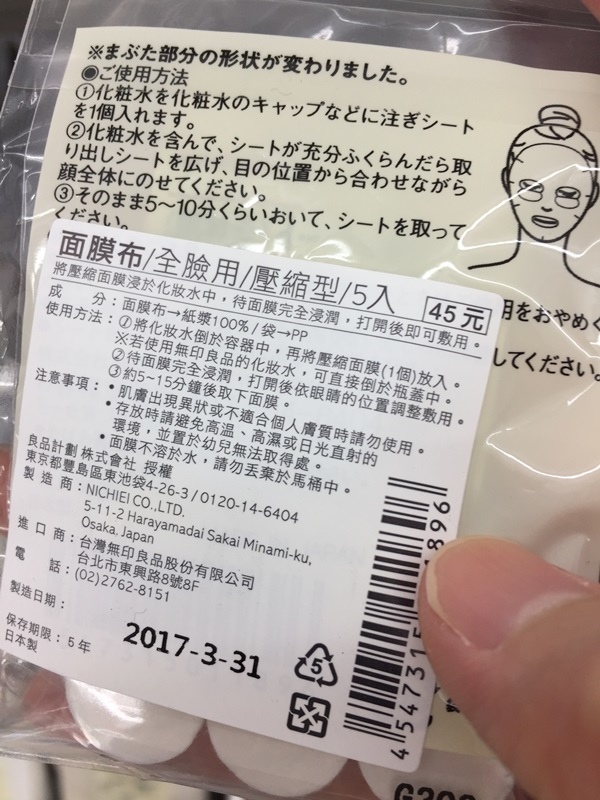 ※まぶた部分の形状が変わりました。
◉ご使用方法
①化粧水を化粧水のキャップなどに注ぎシート
を1個入れます。
②化粧水を含んで、シートが充分ふくらんだら取
り出しシートを広げ、目の位置から合わせながら
顔全体にのせてください。
③そのまま5〜10分くらいおいて、シートを取って
ください。
用をおやめく
してください。
面膜布/全臉用/壓縮型/5入
45元
將壓縮面膜浸於化妝水中，待面膜完全浸潤，打開後即可敷用。
成 分：面膜布→紙漿100%/袋→PP
使用方法：①將化妝水倒於容器中，再將壓縮面膜(1個)放入。
※若使用無印良品的化妝水，可直接倒於瓶蓋中。
②待面膜完全浸潤，打開後依眼睛的位置調整敷用。
③約5~15分鐘後取下面膜。
注意事項：•肌膚出現異狀或不適合個人膚質時請勿使用。
•存放時請避免高溫、高濕或日光直射的
環境，並置於幼兒無法取得處。
•面膜不溶於水，請勿丟棄於馬桶中。
良品計劃 株式會社 授權
東京都豐島區東池袋4-26-3/0120-14-6404
製 造 商：NICHIEI CO.,LTD.
5-11-2 Harayamadai Sakai Minami-ku,
Osaka, Japan
進 口 商：台灣無印良品股份有限公司
台北市東興路8號8F
電 話：(02)2762-8151
製造日期：
2017-3-31
保存期限：5年
日本製
5
4 547315
896